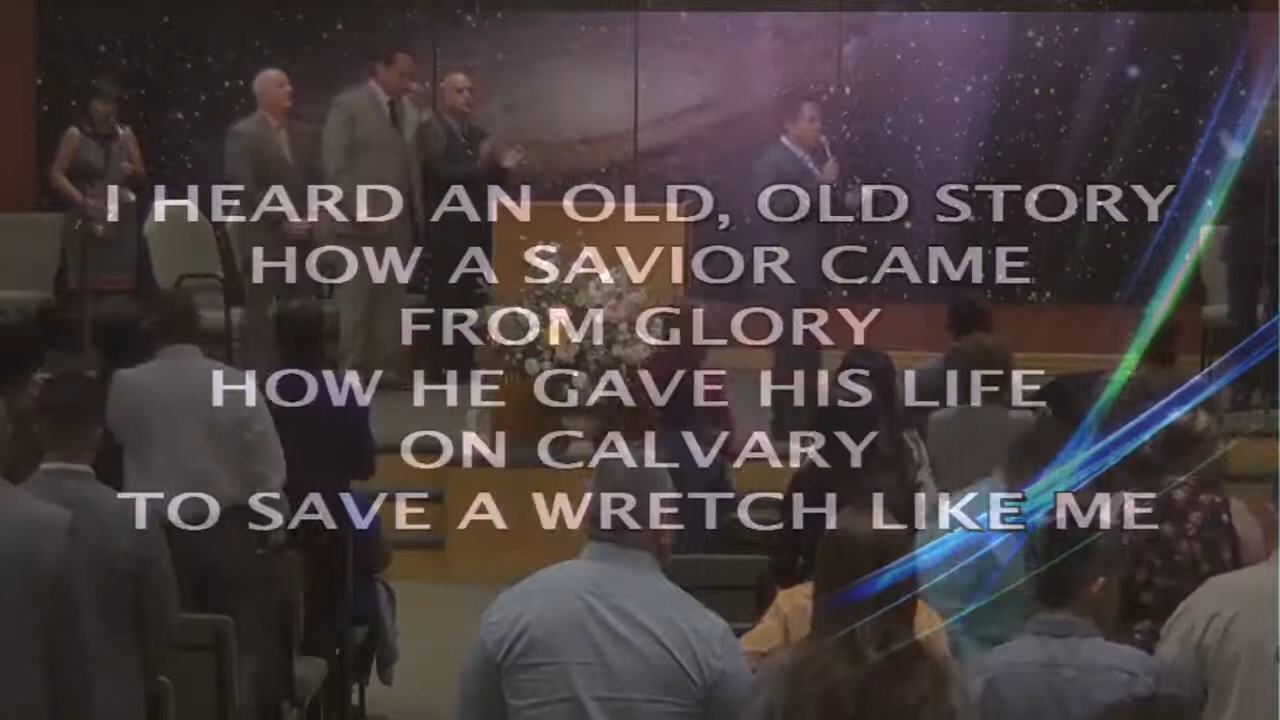 I HEARD AN OLD, OLD STORY
HOW A SAVIOR CAME
FROM GLORY
HOW HE GAVE HIS LIFE
ON CALVARY
TO SAVE A WRETCH LIKE ME